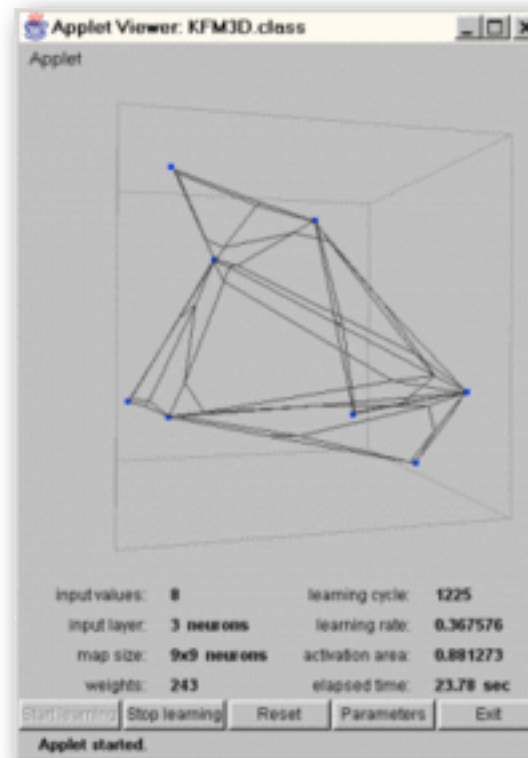 Applet Viewer: KFM3D.class
Applet
input values: 8 learning cycle: 1225
input layer: 3 neurons learning rate: 0.367576
map size: 9x9 neurons activation area: 0.881273
weights: 243 elapsed time: 23.78 sec
Start learning Stop learning Reset Parameters Exit
Applet started.